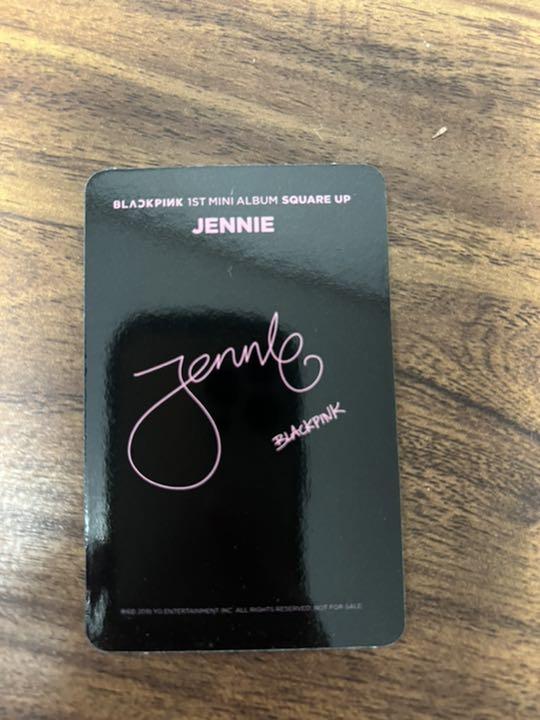 BLACKPINK 1ST MINI ALBUM SQUARE UP
JENNIE
Jennie
BLACKPINK
2018 YG ENTERTAINMENT INC. ALL RIGHTS RESERVED. NOT FOR SALE